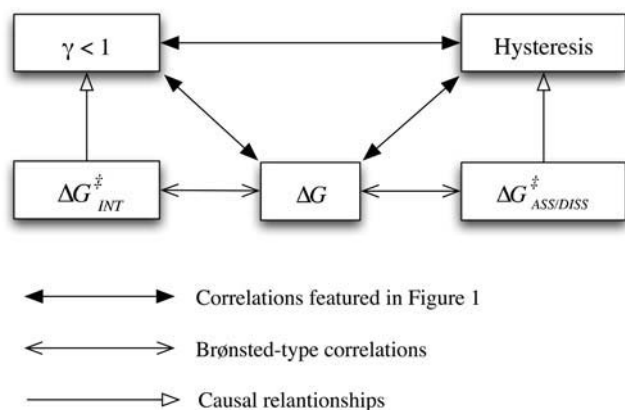 γ < 1
Hysteresis
ΔG‡INT
ΔG
ΔG‡ASS/DISS
Correlations featured in Figure 1
Brønsted-type correlations
Causal relantionships